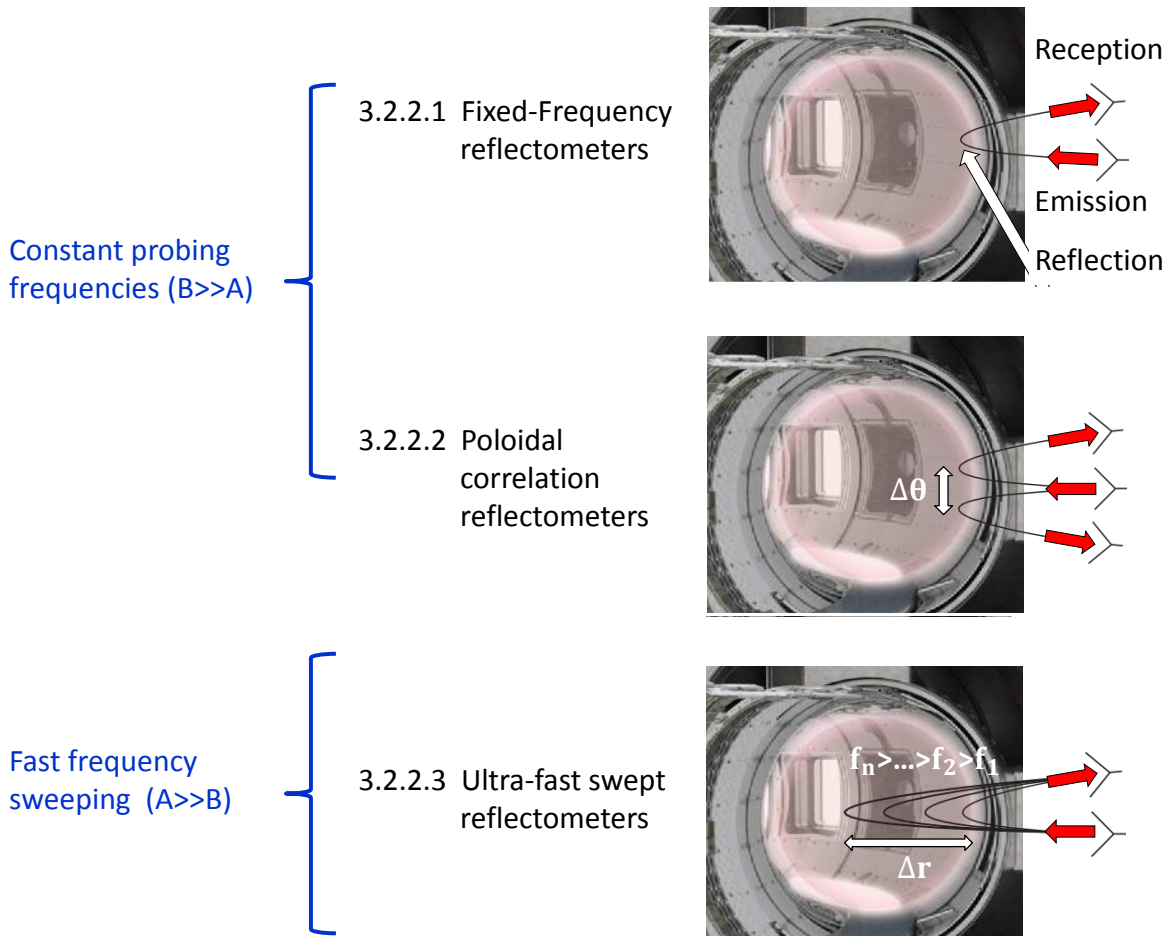 Constant probing
frequencies (B>>A)
3.2.2.1 Fixed-Frequency
reflectometers
Reception
Emission
Reflection
3.2.2.2 Poloidal
correlation
reflectometers
Δθ
Fast frequency
sweeping (A>>B)
3.2.2.3 Ultra-fast swept
reflectometers
fₙ>...>f₂>f₁
Δr